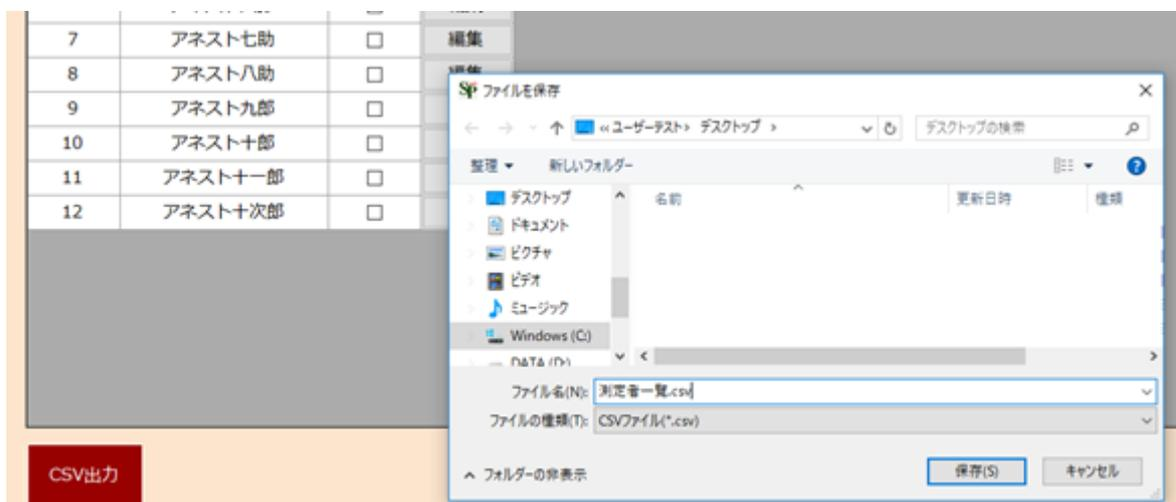 7 アネスト七助 編集
8 アネスト八助
9 アネスト九郎
10 アネスト十郎
11 アネスト十一郎
12 アネスト十次郎
CSV出力
ファイルを保存
« ユーザーテスト › デスクトップ ›
デスクトップの検索
整理 新しいフォルダー
デスクトップ
ドキュメント
ピクチャ
ビデオ
ミュージック
Windows (C:)
DATA (D:)
名前 更新日時 種類
ファイル名(N): 測定者一覧.csv
ファイルの種類(T): CSVファイル(*.csv)
フォルダーの非表示
保存(S) キャンセル